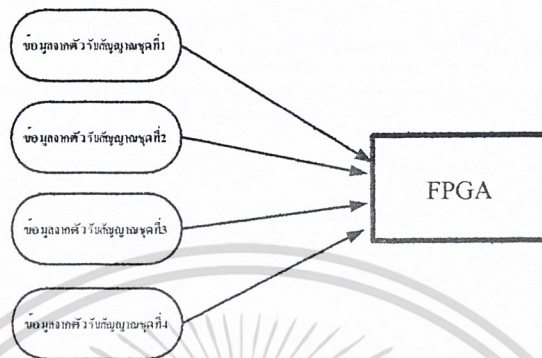 ข้อมูลจากตัวรับสัญญาณชุดที่1
ข้อมูลจากตัวรับสัญญาณชุดที่2
ข้อมูลจากตัวรับสัญญาณชุดที่3
ข้อมูลจากตัวรับสัญญาณชุดที่4
FPGA